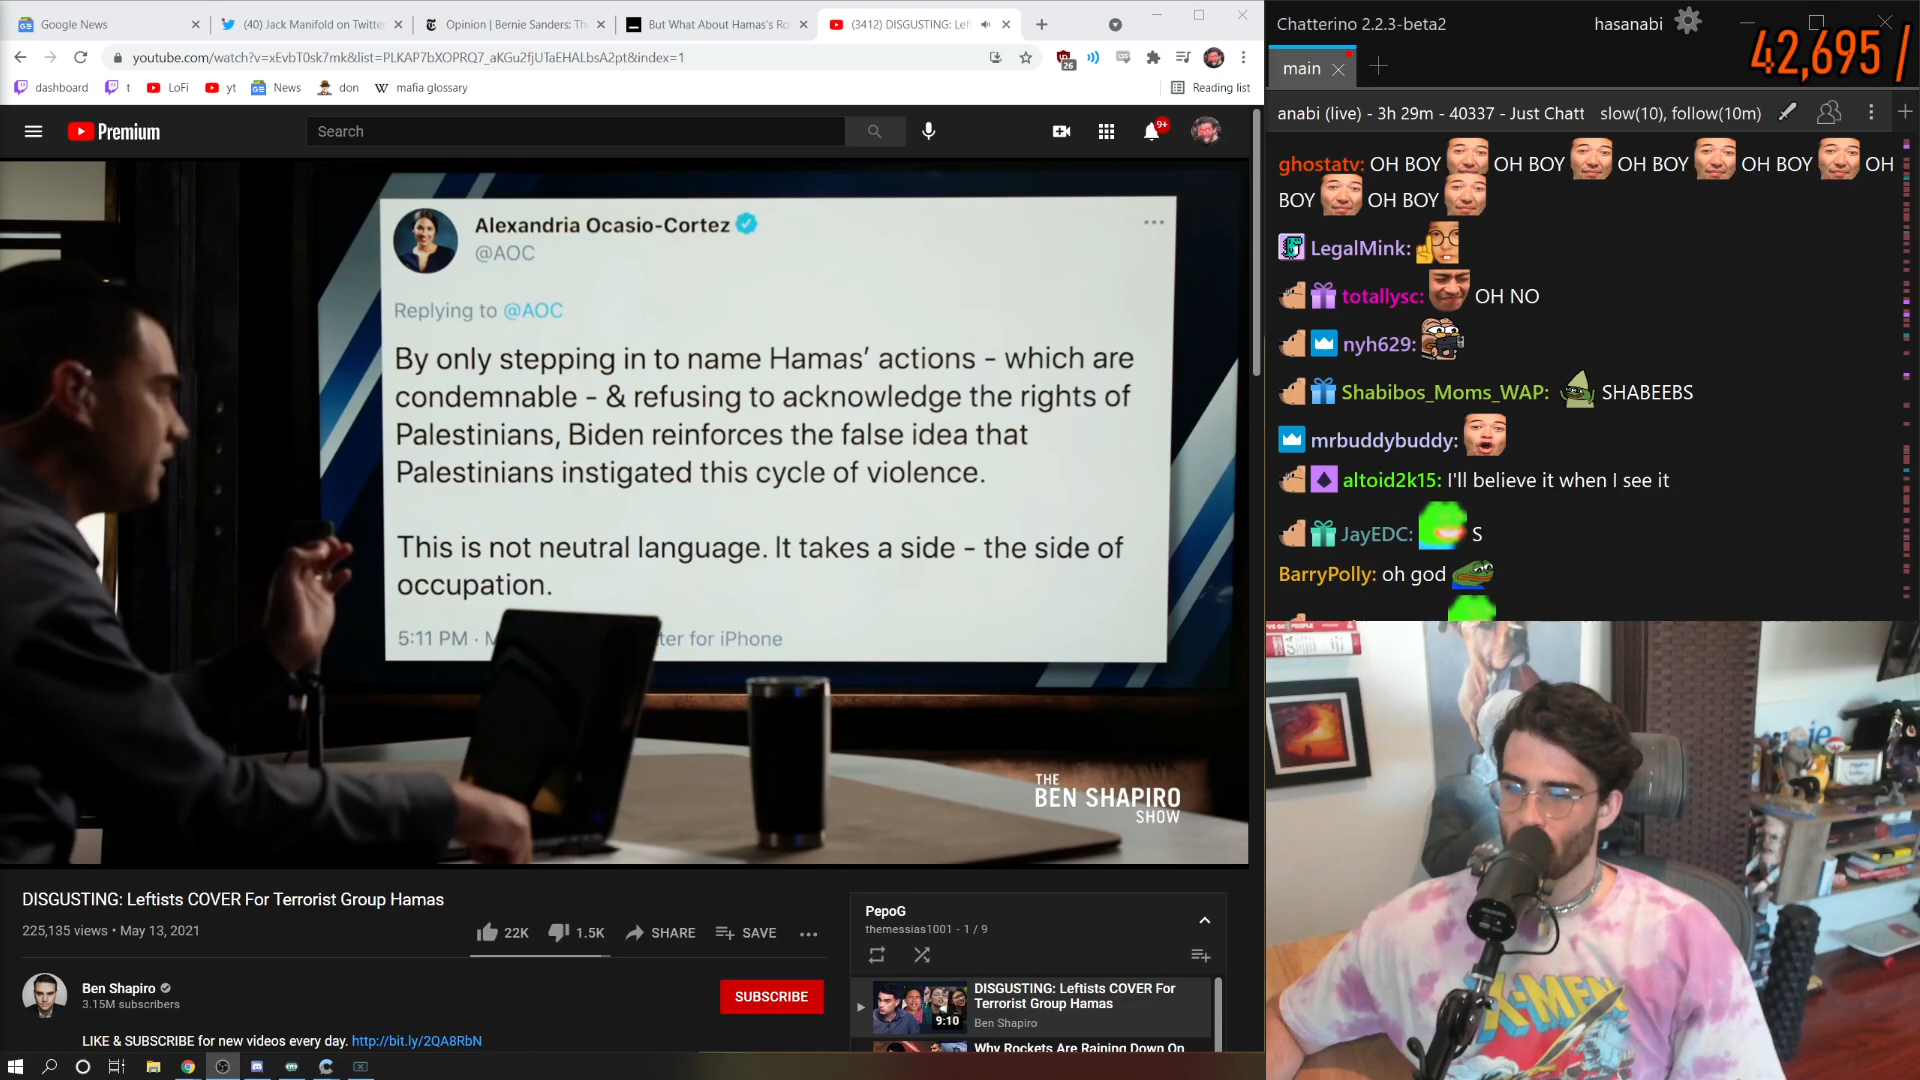 Google News
(40) Jack Manifold on Twitter
Opinion | Bernie Sanders: Th
But What About Hamas's Ro
(3412) DISGUSTING: Left
youtube.com/watch?v=xEvbT0sk7mk&list=PLKAP7bXOPRQ7_aKGu2fjUTaEHALbsA2pt&index=1
26
dashboard
t
LoFi
yt
News
don
mafia glossary
Reading list
Premium
Search
9+
Alexandria Ocasio-Cortez
@AOC
Replying to @AOC
By only stepping in to name Hamas' actions - which are
condemnable - & refusing to acknowledge the rights of
Palestinians, Biden reinforces the false idea that
Palestinians instigated this cycle of violence.
This is not neutral language. It takes a side - the side of
occupation.
5:11 PM · M
ter for iPhone
THE
BEN SHAPIRO
SHOW
DISGUSTING: Leftists COVER For Terrorist Group Hamas
225,135 views • May 13, 2021
22K
1.5K
SHARE
SAVE
Ben Shapiro
3.15M subscribers
SUBSCRIBE
LIKE & SUBSCRIBE for new videos every day. http://bit.ly/2QA8RbN
PepoG
themessias1001 - 1 / 9
DISGUSTING: Leftists COVER For
Terrorist Group Hamas
Ben Shapiro
9:10
Why Rockets Are Raining Down On
Chatterino 2.2.3-beta2
hasanabi
42,695 /
main
anabi (live) - 3h 29m - 40337 - Just Chatt
slow(10), follow(10m)
ghostatv: OH BOY OH BOY OH BOY OH BOY OH
BOY OH BOY
LegalMink:
totallysc: OH NO
nyh629:
Shabibos_Moms_WAP: SHABEEBS
mrbuddybuddy:
altoid2k15: I'll believe it when I see it
JayEDC: S
BarryPolly: oh god
X-MEN